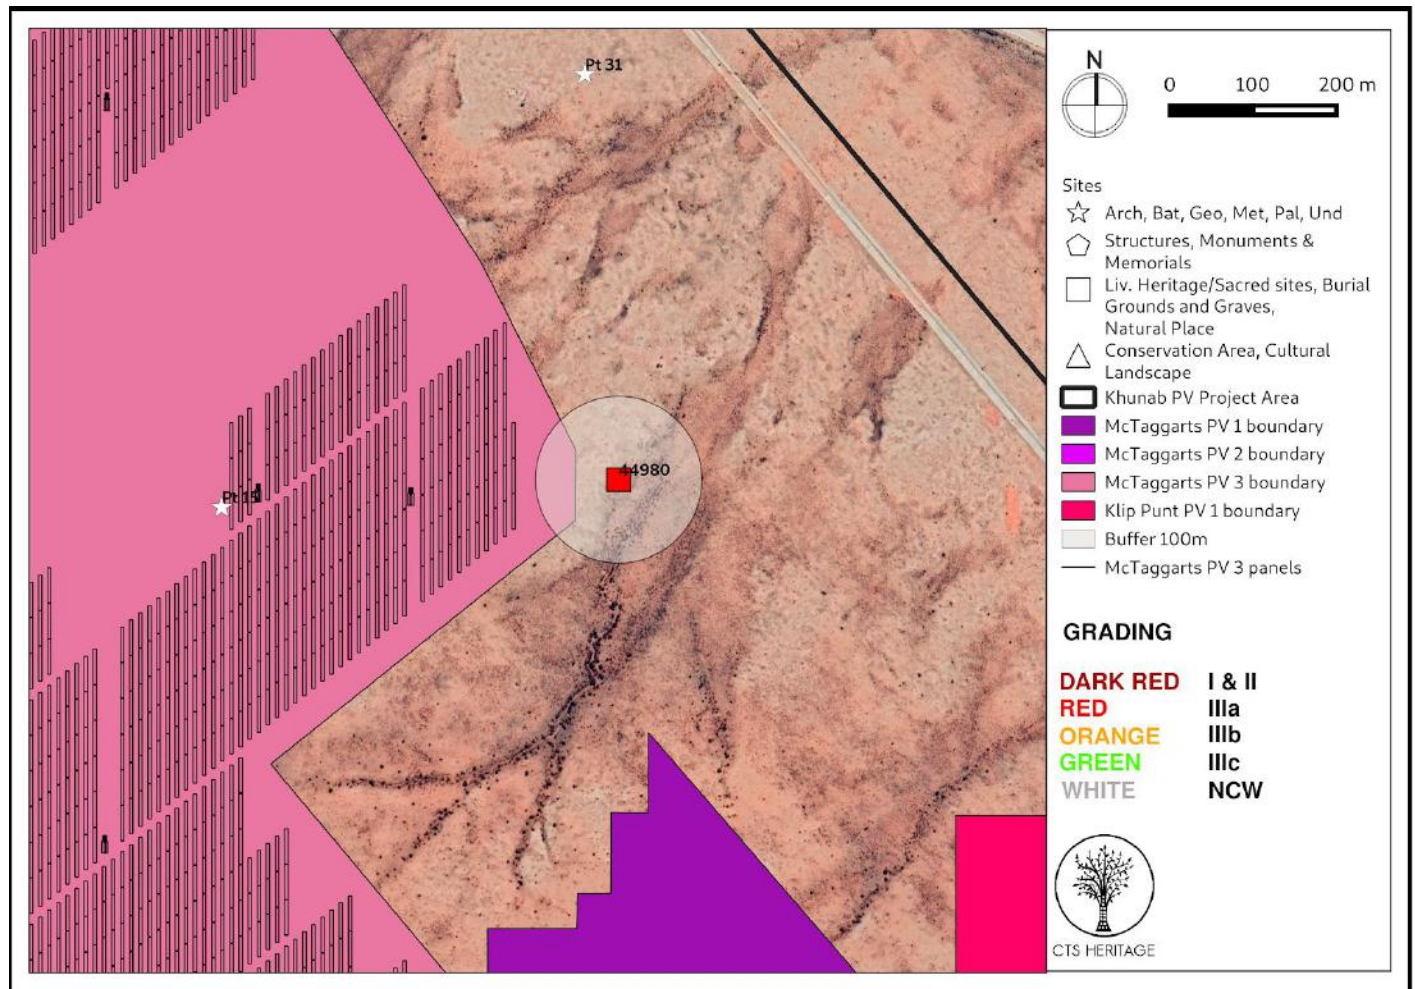 Pt 31
44980
Pt 15
N
0 100 200 m
Sites
Arch, Bat, Geo, Met, Pal, Und
Structures, Monuments &
Memorials
Liv. Heritage/Sacred sites, Burial
Grounds and Graves,
Natural Place
Conservation Area, Cultural
Landscape
Khunab PV Project Area
McTaggarts PV 1 boundary
McTaggarts PV 2 boundary
McTaggarts PV 3 boundary
Klip Punt PV 1 boundary
Buffer 100m
McTaggarts PV 3 panels
GRADING
DARK RED I & II
RED IIIa
ORANGE IIIb
GREEN IIIc
WHITE NCW
CTS HERITAGE